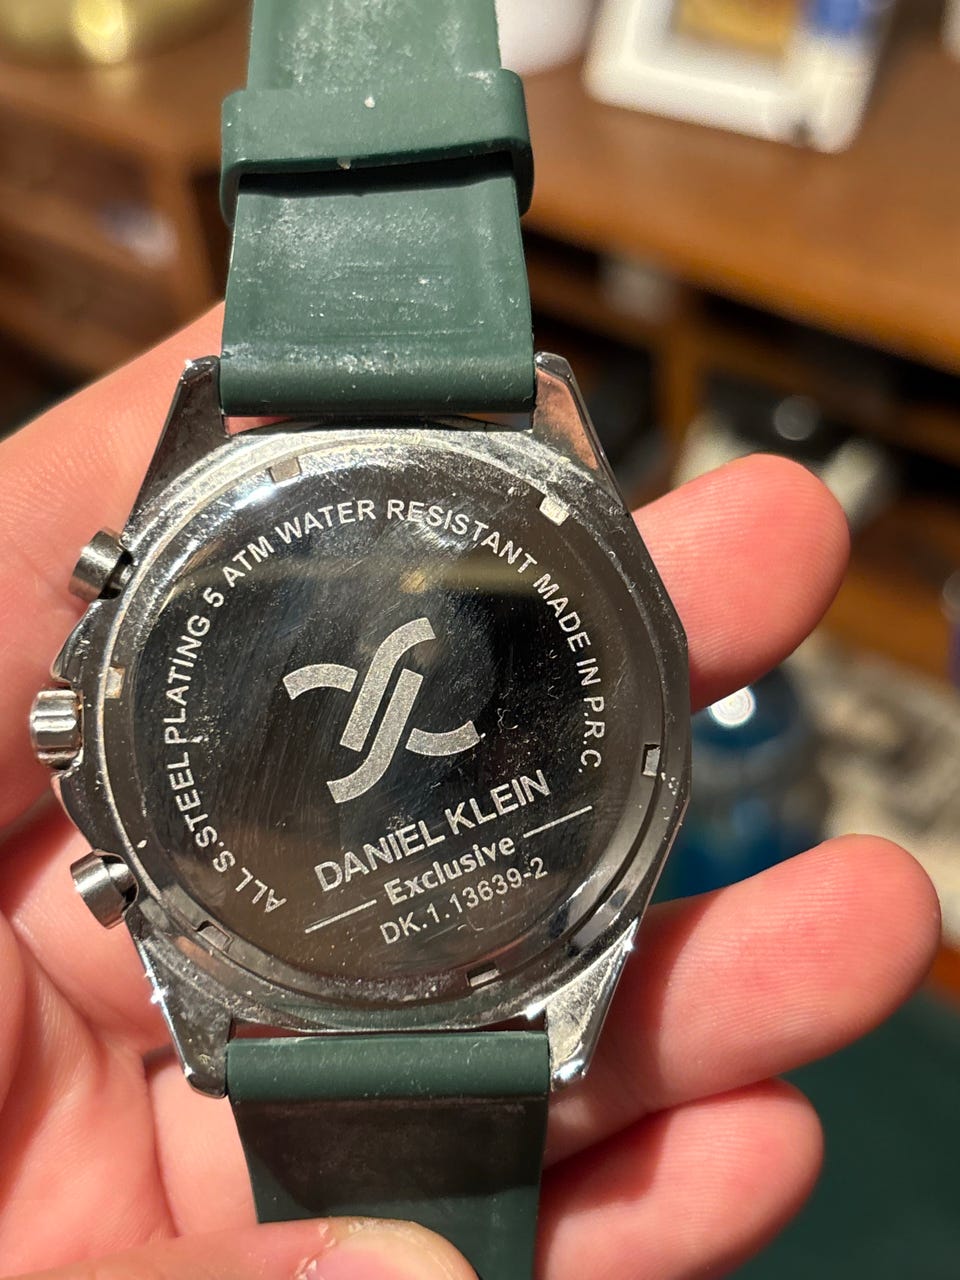 ALL S.STEEL PLATING 5 ATM WATER RESISTANT MADE IN P.R.C.
DANIEL KLEIN
Exclusive
DK.1.13639-2